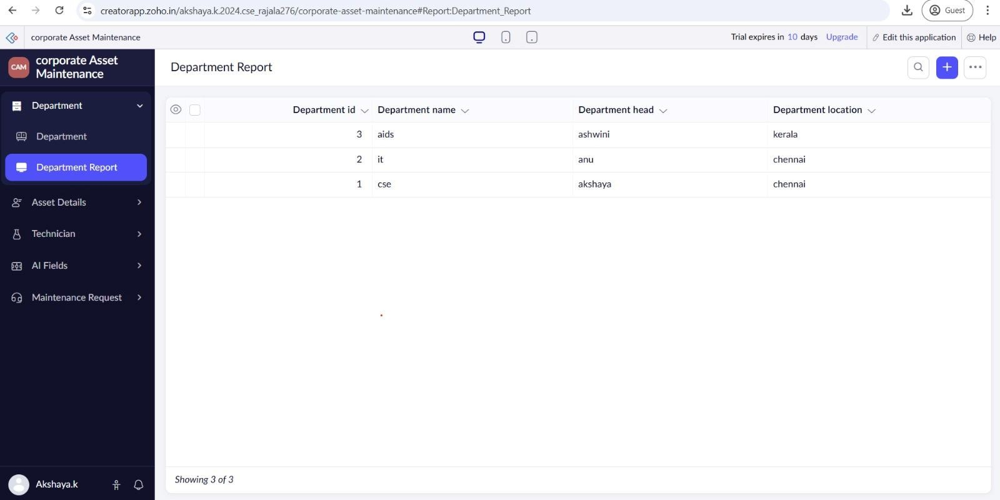 creatorapp.zoho.in/akshaya.k.2024.cse_rajala276/corporate-asset-maintenance#Report:Department_Report
Guest
corporate Asset Maintenance
Trial expires in 10 days Upgrade
Edit this application
Help
CAM
corporate Asset
Maintenance
Department
Department
Department Report
Asset Details
Technician
AI Fields
Maintenance Request
Akshaya.k
Department Report
Department id Department name Department head Department location
3 aids ashwini kerala
2 it anu chennai
1 cse akshaya chennai
Showing 3 of 3